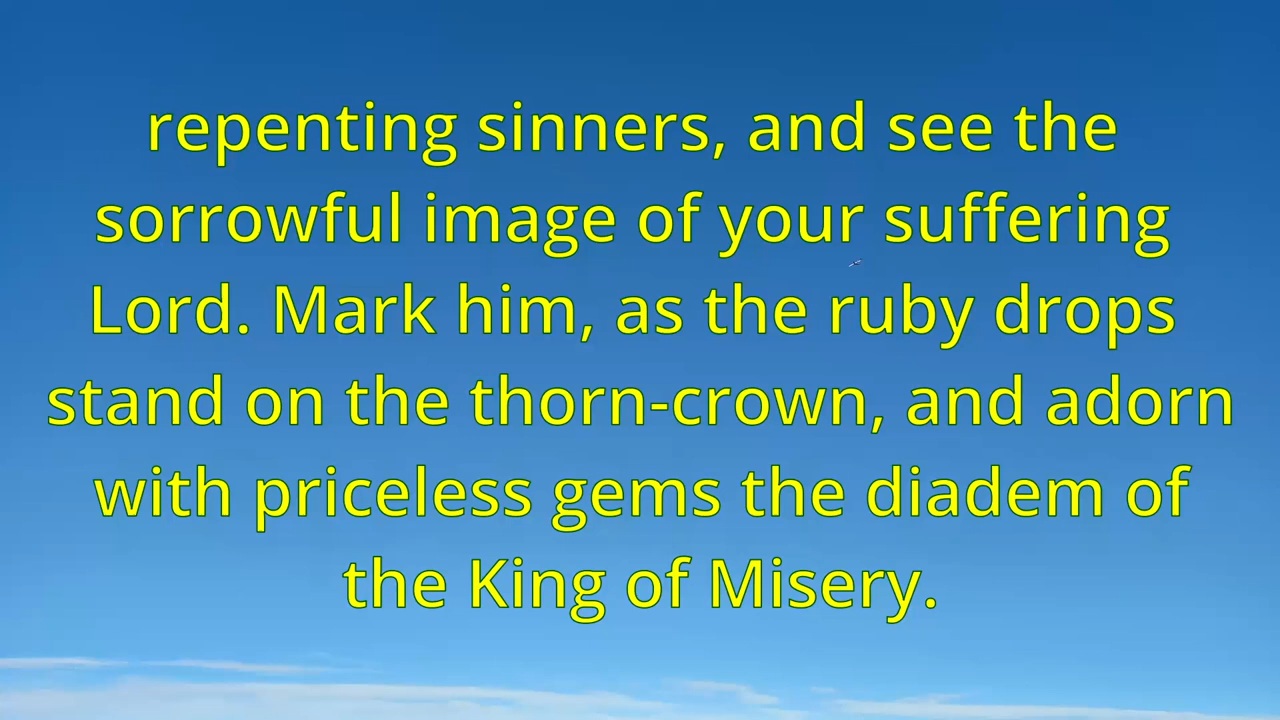 repenting sinners, and see the
sorrowful image of your suffering
Lord. Mark him, as the ruby drops
stand on the thorn-crown, and adorn
with priceless gems the diadem of
the King of Misery.